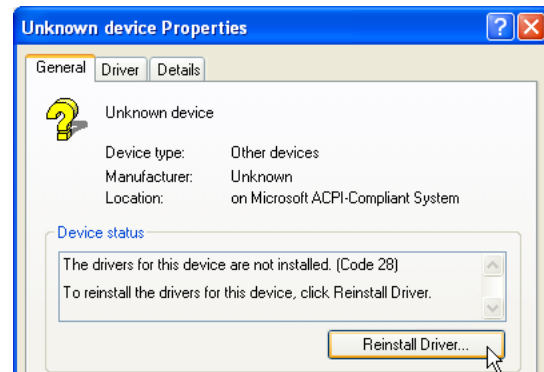 Unknown device Properties
General Driver Details
Unknown device
Device type: Other devices
Manufacturer: Unknown
Location: on Microsoft ACPI-Compliant System
Device status
The drivers for this device are not installed. (Code 28)
To reinstall the drivers for this device, click Reinstall Driver.
Reinstall Driver...